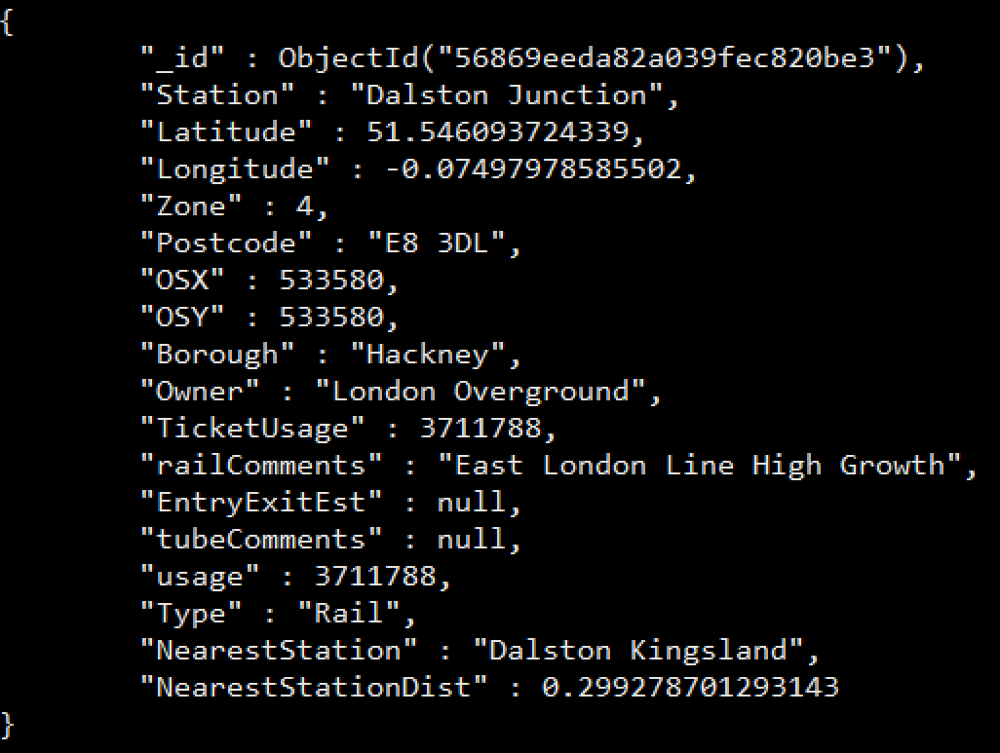 {
"_id" : ObjectId("56869eeda82a039fec820be3"),
"Station" : "Dalston Junction",
"Latitude" : 51.546093724339,
"Longitude" : -0.07497978585502,
"Zone" : 4,
"Postcode" : "E8 3DL",
"OSX" : 533580,
"OSY" : 533580,
"Borough" : "Hackney",
"Owner" : "London Overground",
"TicketUsage" : 3711788,
"railComments" : "East London Line High Growth",
"EntryExitEst" : null,
"tubeComments" : null,
"usage" : 3711788,
"Type" : "Rail",
"NearestStation" : "Dalston Kingsland",
"NearestStationDist" : 0.299278701293143
}